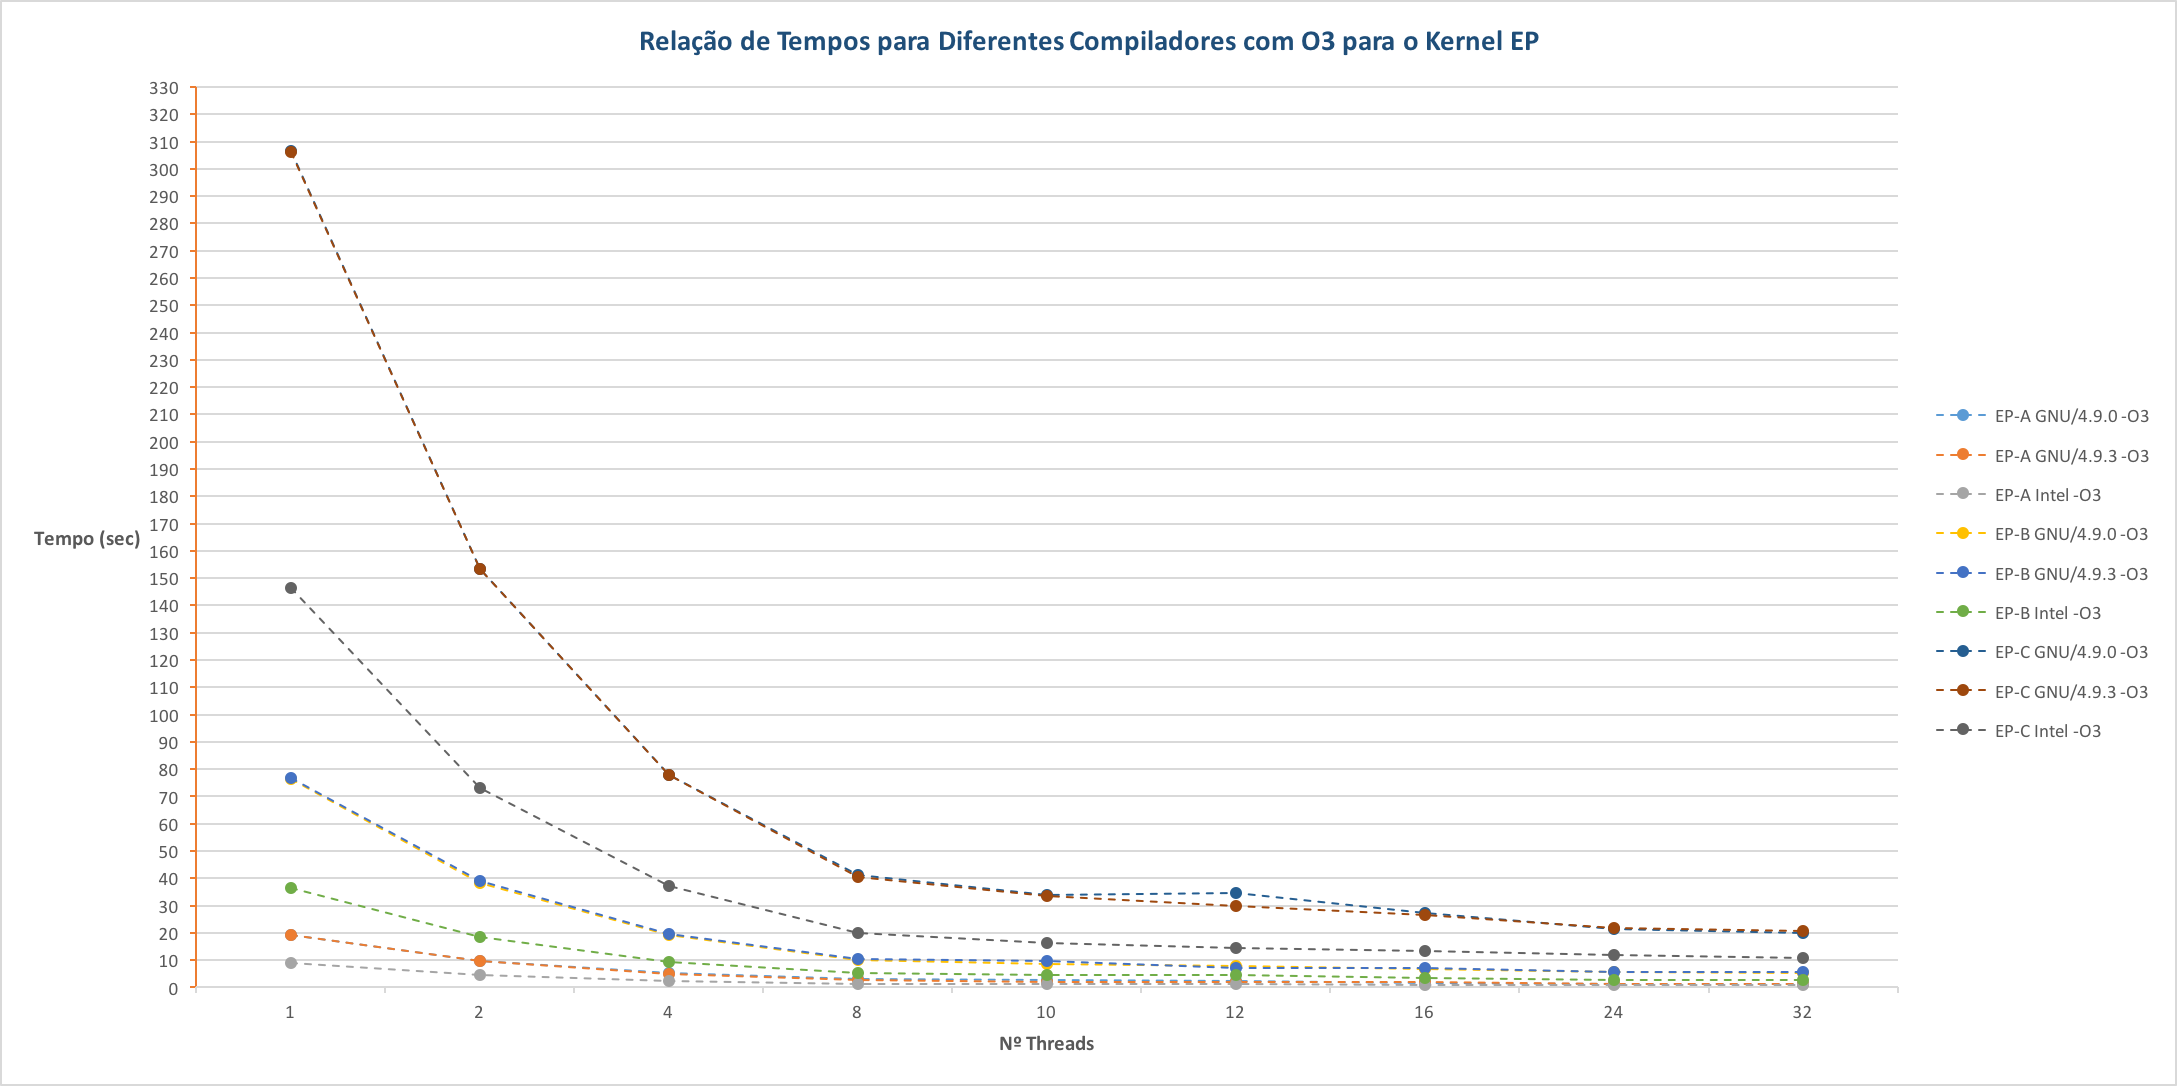 Relação de Tempos para Diferentes Compiladores com O3 para o Kernel EP
330
320
310
300
290
280
270
260
250
240
230
220
210
200
190
180
170
160
150
140
130
120
110
100
90
80
70
60
50
40
30
20
10
0
Tempo (sec)
1 2 4 8 10 12 16 24 32
Nº Threads
EP-A GNU/4.9.0 -O3
EP-A GNU/4.9.3 -O3
EP-A Intel -O3
EP-B GNU/4.9.0 -O3
EP-B GNU/4.9.3 -O3
EP-B Intel -O3
EP-C GNU/4.9.0 -O3
EP-C GNU/4.9.3 -O3
EP-C Intel -O3